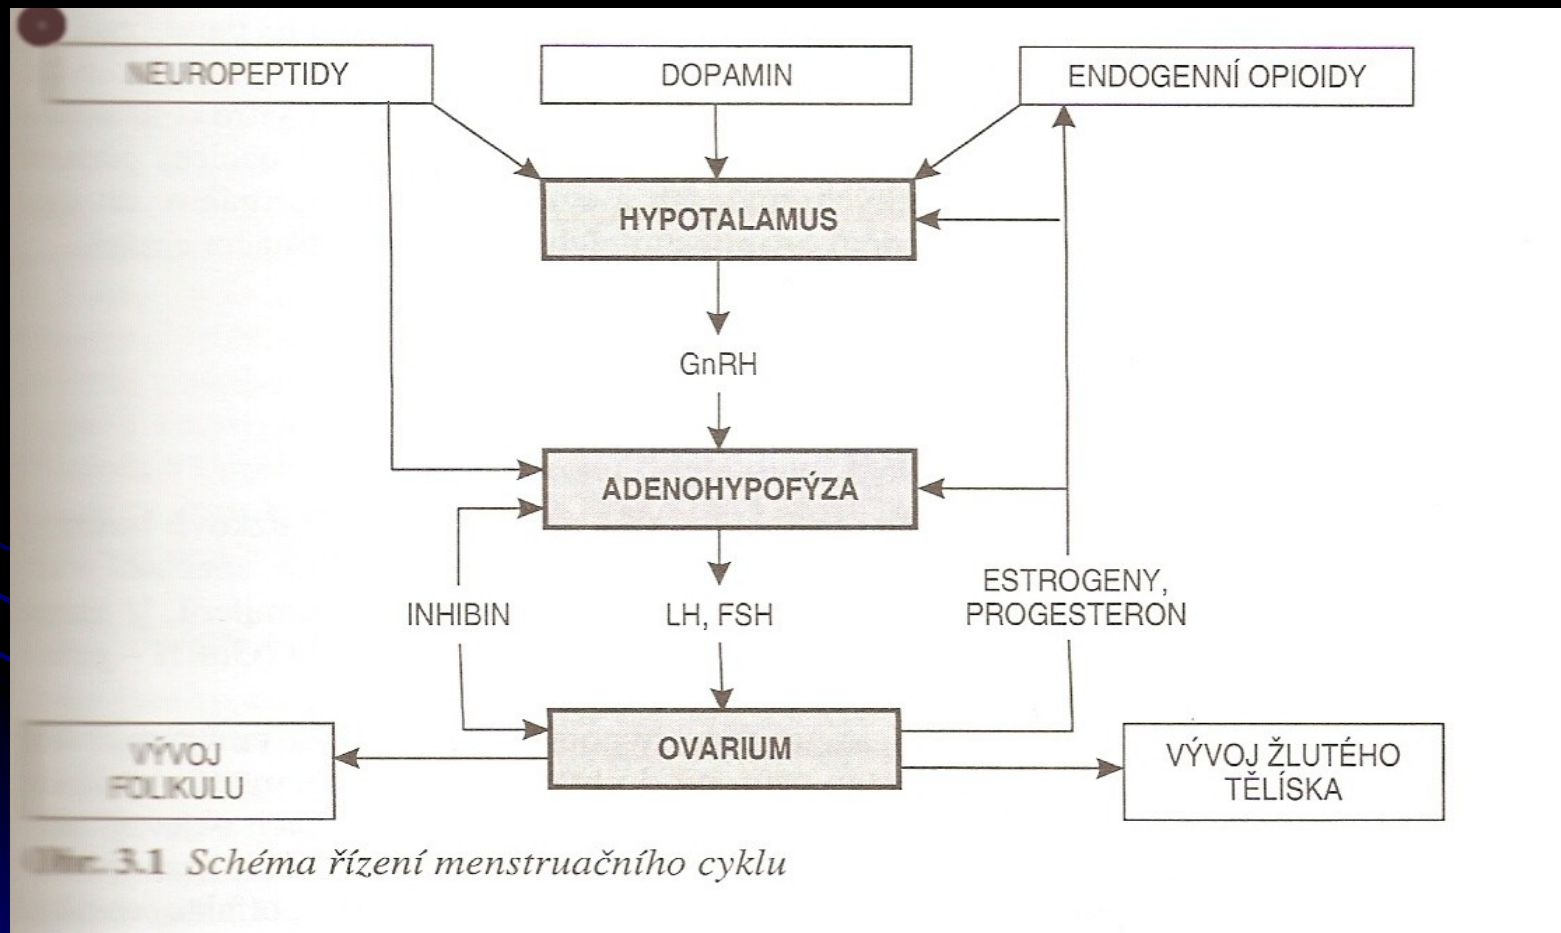 NEUROPEPTIDY
DOPAMIN
ENDOGENNÍ OPIOIDY
HYPOTALAMUS
GnRH
ADENOHYPOFÝZA
INHIBIN
LH, FSH
ESTROGENY,
PROGESTERON
OVARIUM
VÝVOJ
FOLIKULU
VÝVOJ ŽLUTÉHO
TĚLÍSKA
Obr. 3.1 Schéma řízení menstruačního cyklu